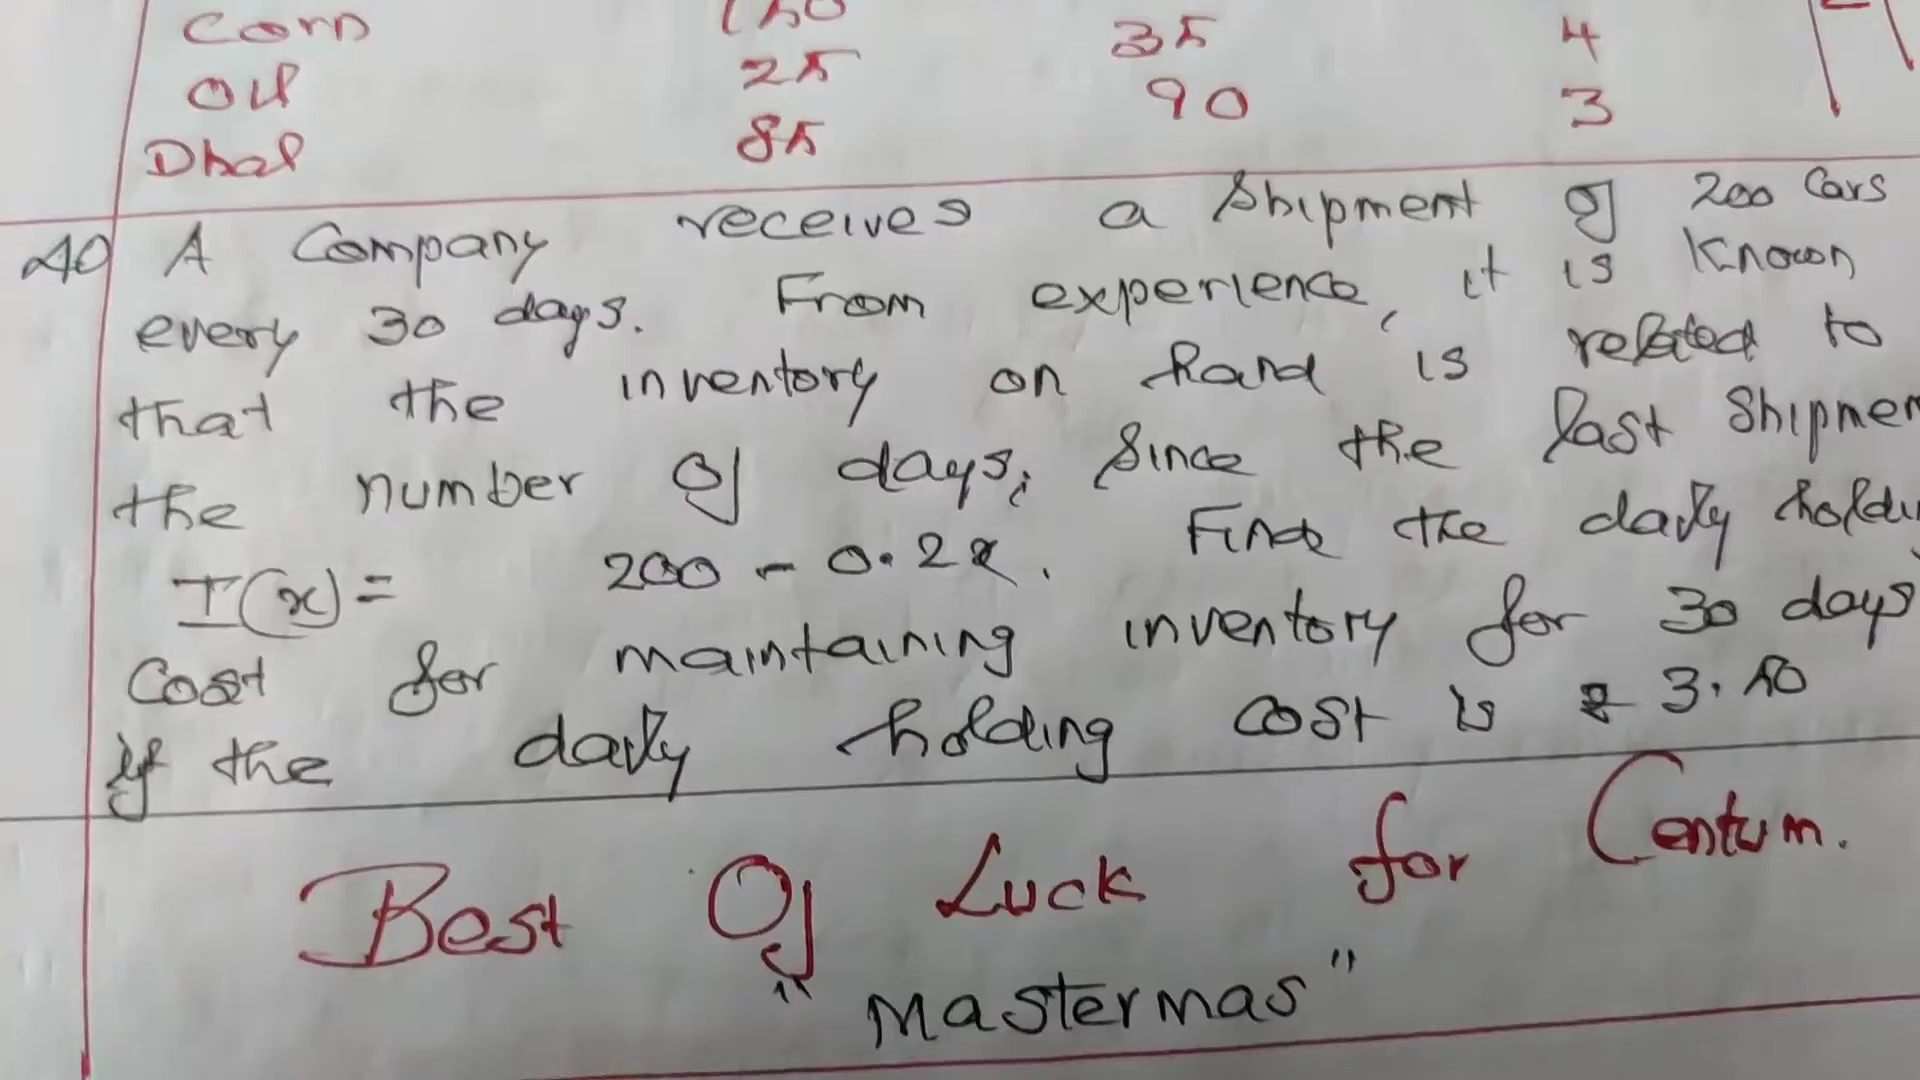 Corn 150 35 4
Oil 25 90 3
Dhal 85
40 A Company receives a shipment of 200 Cars
every 30 days. From experience, it is known
that the inventory on hand is related to
the number of days, since the last shipmen
I(x) = 200 - 0.2x. Find the daily holdi
cost for maintaining inventory for 30 days
if the daily holding cost is ₹ 3.50
Best Of Luck for Centum.
"Mastermas"